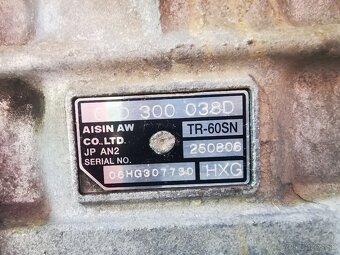 300 038D
AISIN AW
CO.,LTD.
TR-60SN
JP AN2
250806
SERIAL NO.
06HG307730
HXG